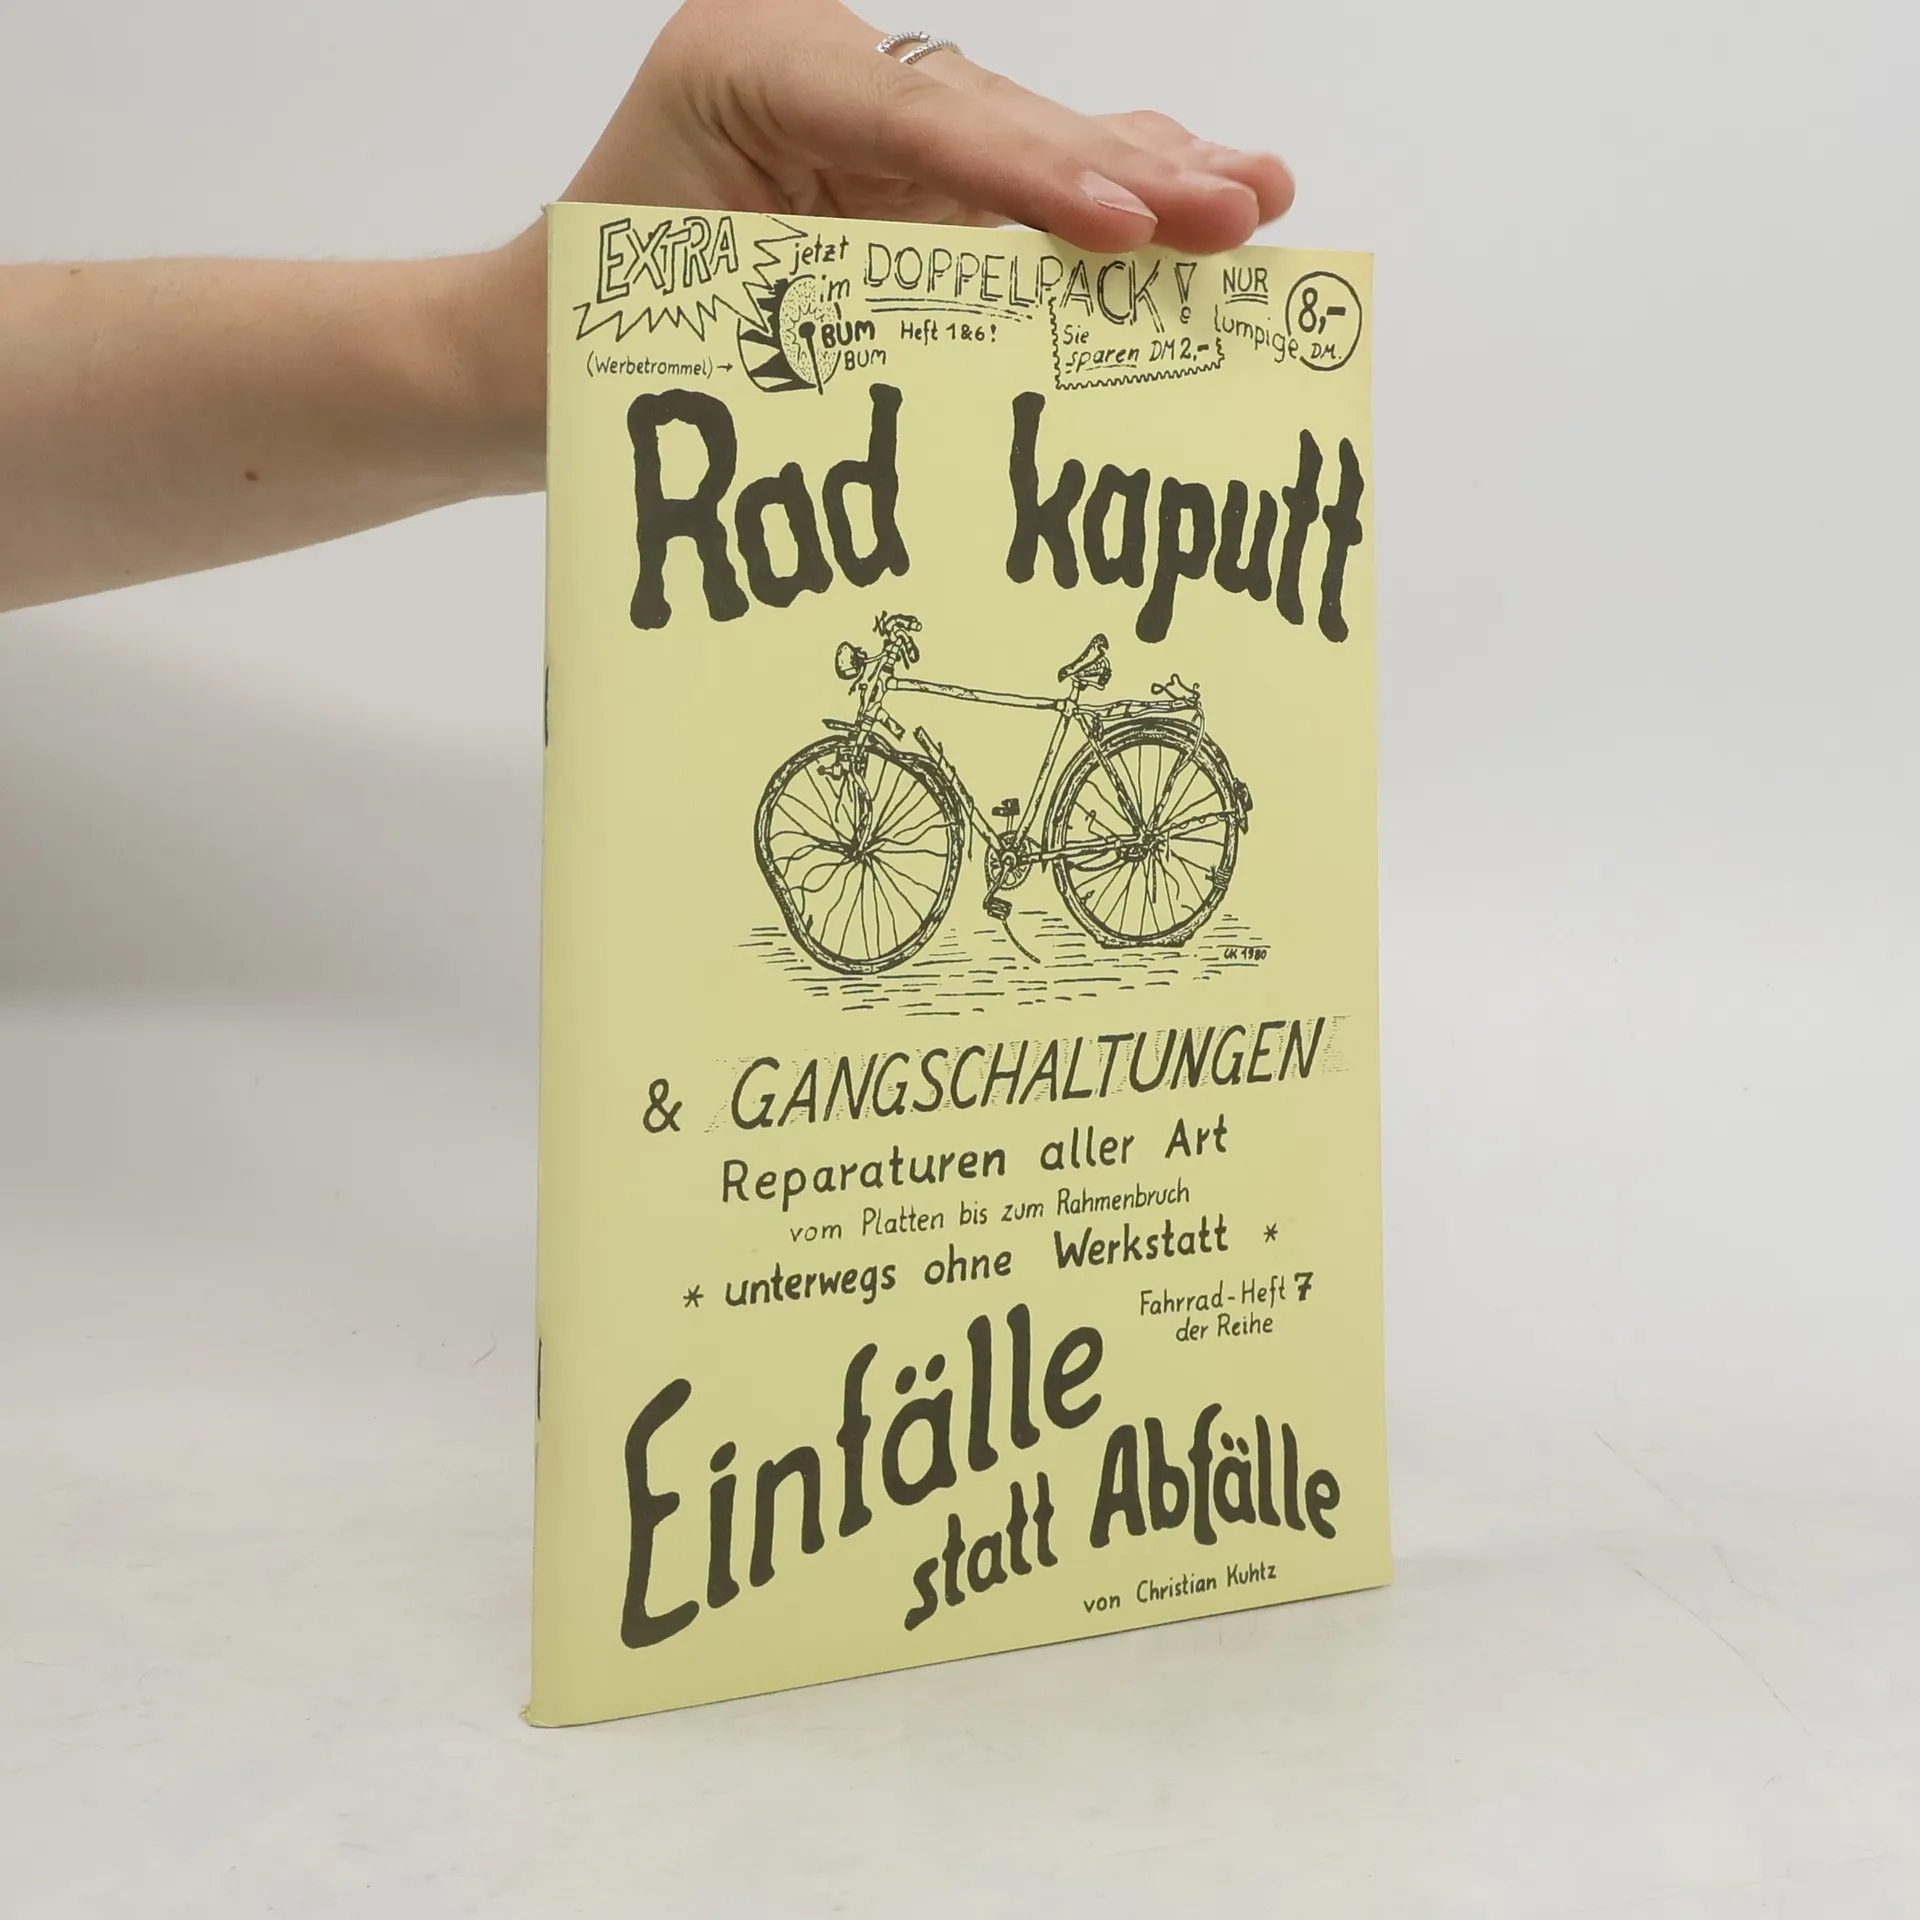 EXTRA jetzt im DOPPELPACK! NUR lumpige 8,- DM.
BUM BUM Heft 1&6!
Sie sparen DM 2,-
(Werbetrommel) →
Rad kaputt
CK 1980
& GANGSCHALTUNGEN
Reparaturen aller Art
vom Platten bis zum Rahmenbruch
* unterwegs ohne Werkstatt *
Fahrrad-Heft 7
der Reihe
Einfälle
statt Abfälle
von Christian Kuhtz